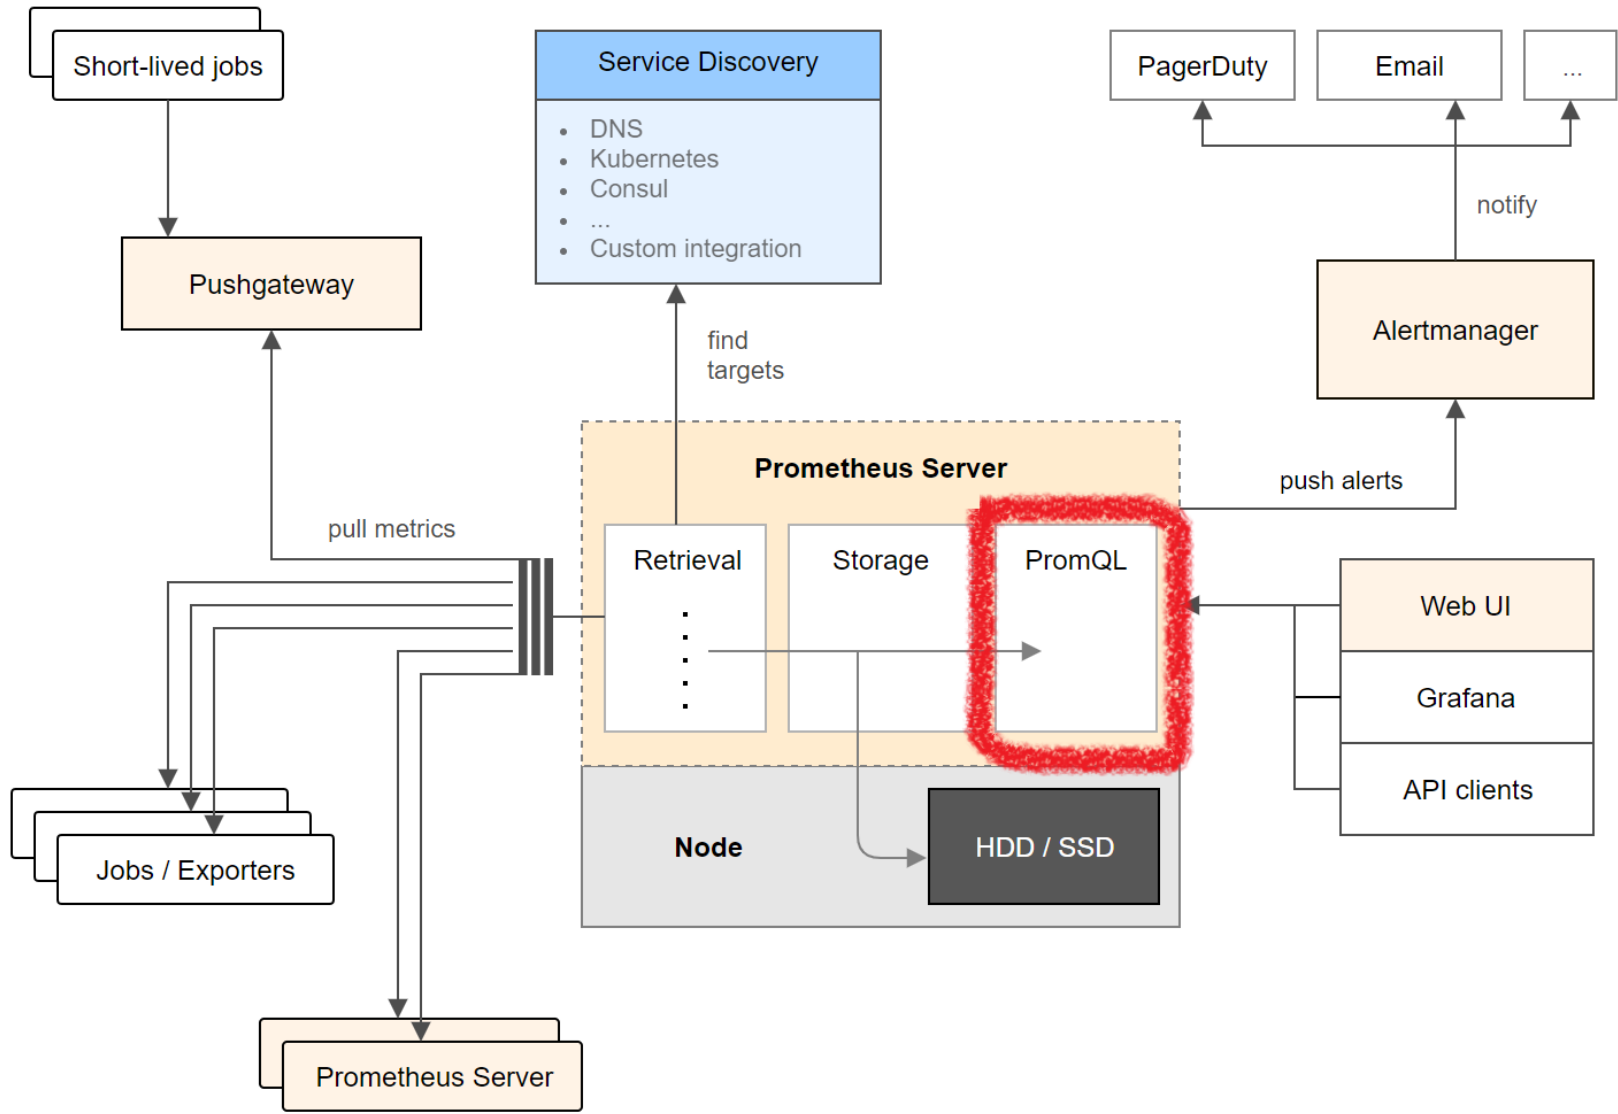 Short-lived jobs
Service Discovery
PagerDuty
Email
...
DNS
Kubernetes
Consul
...
Custom integration
notify
Pushgateway
Alertmanager
find
targets
Prometheus Server
push alerts
pull metrics
Retrieval
Storage
PromQL
Web UI
Grafana
API clients
Node
HDD / SSD
Jobs / Exporters
Prometheus Server